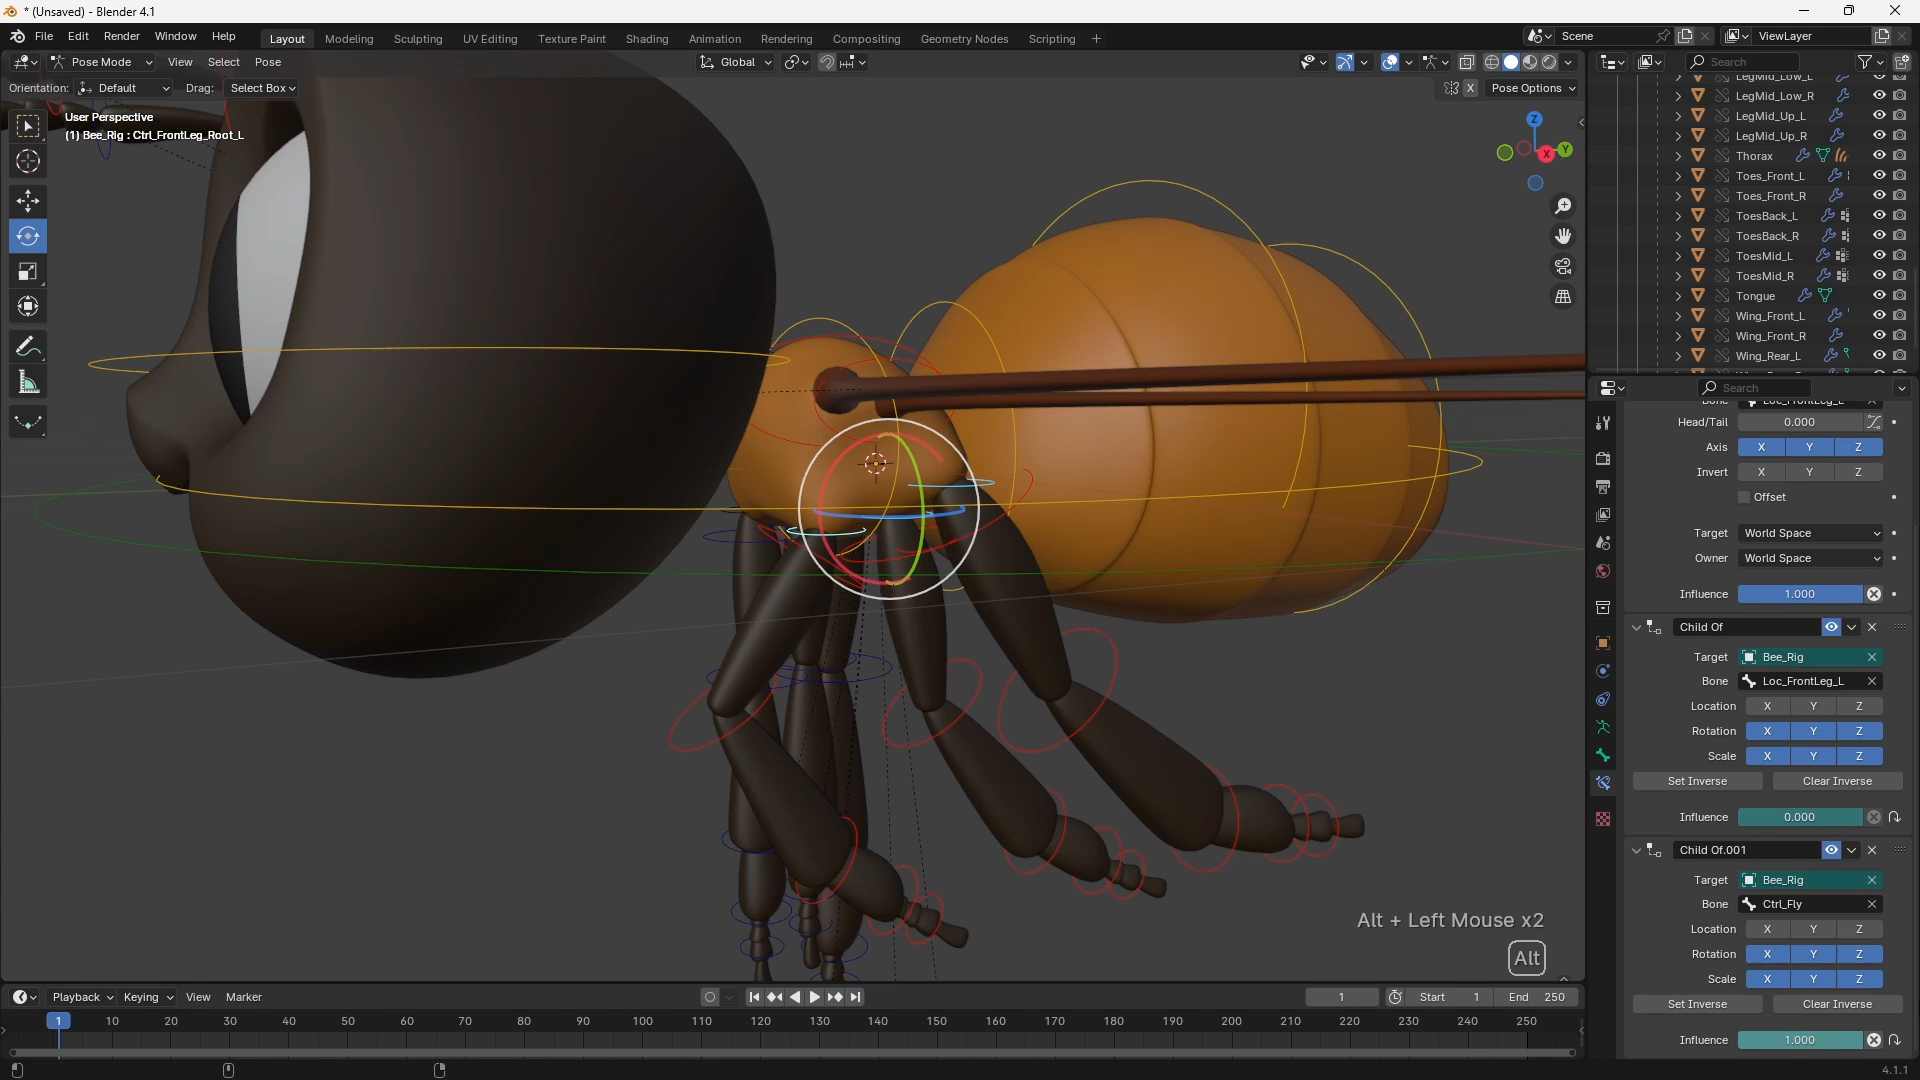 * (Unsaved) - Blender 4.1
File Edit Render Window Help
Layout Modeling Sculpting UV Editing Texture Paint Shading Animation Rendering Compositing Geometry Nodes Scripting +
Scene
ViewLayer
Pose Mode View Select Pose
Global
Search
Orientation: Default Drag: Select Box
X Pose Options
User Perspective
(1) Bee_Rig : Ctrl_FrontLeg_Root_L
Z
Y
X
LegMid_Low_L
LegMid_Low_R
LegMid_Up_L
LegMid_Up_R
Thorax
Toes_Front_L
Toes_Front_R
ToesBack_L
ToesBack_R
ToesMid_L
ToesMid_R
Tongue
Wing_Front_L
Wing_Front_R
Wing_Rear_L
Search
Bone Loc_FrontLeg_L
Head/Tail 0.000
Axis X Y Z
Invert X Y Z
Offset
Target World Space
Owner World Space
Influence 1.000
Child Of
Target Bee_Rig
Bone Loc_FrontLeg_L
Location X Y Z
Rotation X Y Z
Scale X Y Z
Set Inverse Clear Inverse
Influence 0.000
Child Of.001
Target Bee_Rig
Bone Ctrl_Fly
Location X Y Z
Rotation X Y Z
Scale X Y Z
Set Inverse Clear Inverse
Influence 1.000
Alt + Left Mouse x2
Alt
Playback Keying View Marker
1 Start 1 End 250
1 10 20 30 40 50 60 70 80 90 100 110 120 130 140 150 160 170 180 190 200 210 220 230 240 250
4.1.1